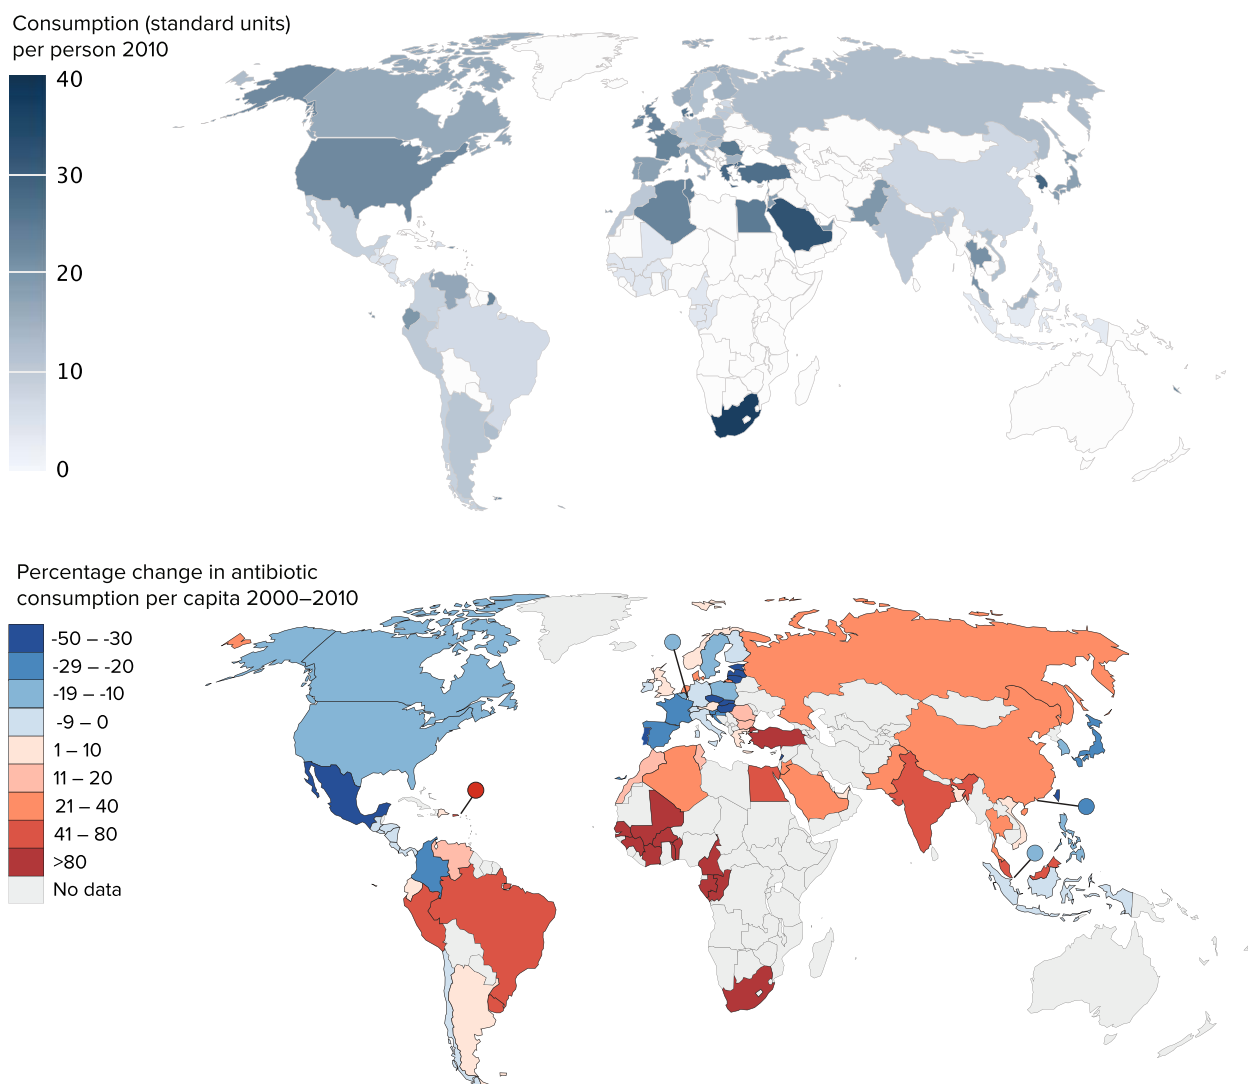 Consumption (standard units)
per person 2010
40
30
20
10
0
Percentage change in antibiotic
consumption per capita 2000–2010
-50 – -30
-29 – -20
-19 – -10
-9 – 0
1 – 10
11 – 20
21 – 40
41 – 80
>80
No data